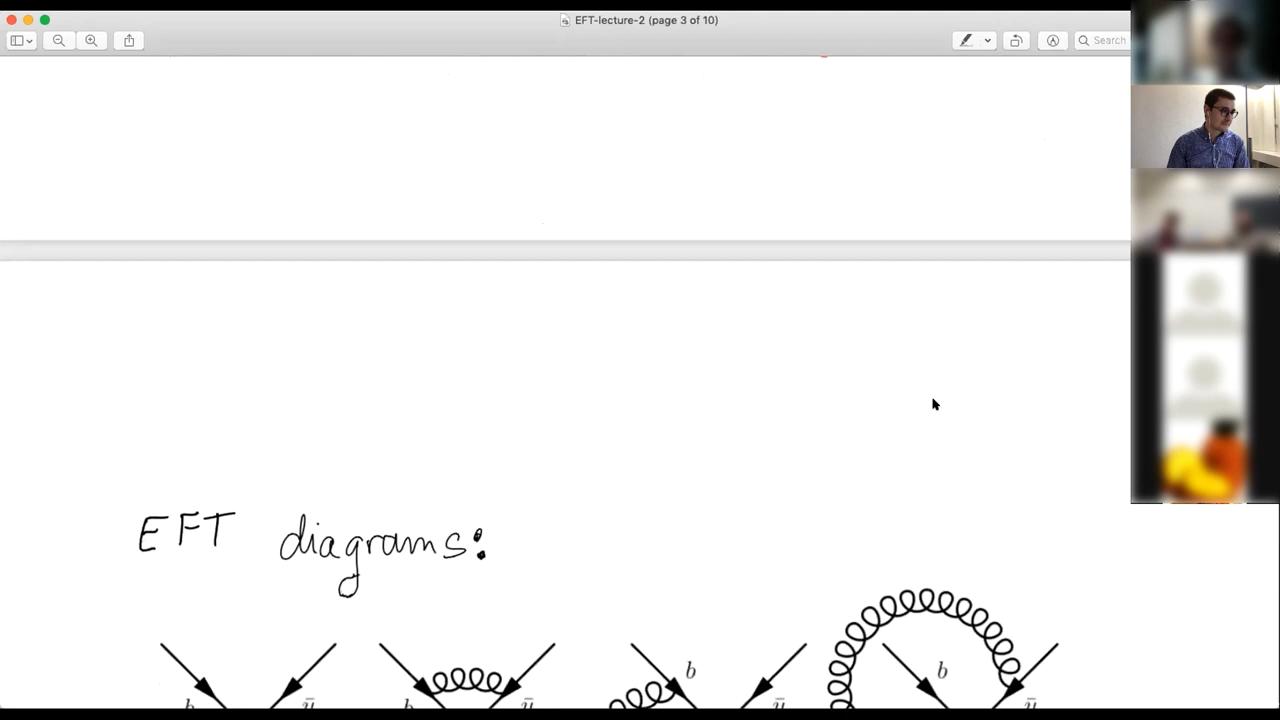 EFT-lecture-2 (page 3 of 10)
Search
EFT diagrams:
b
b
b ū b ū ū ū